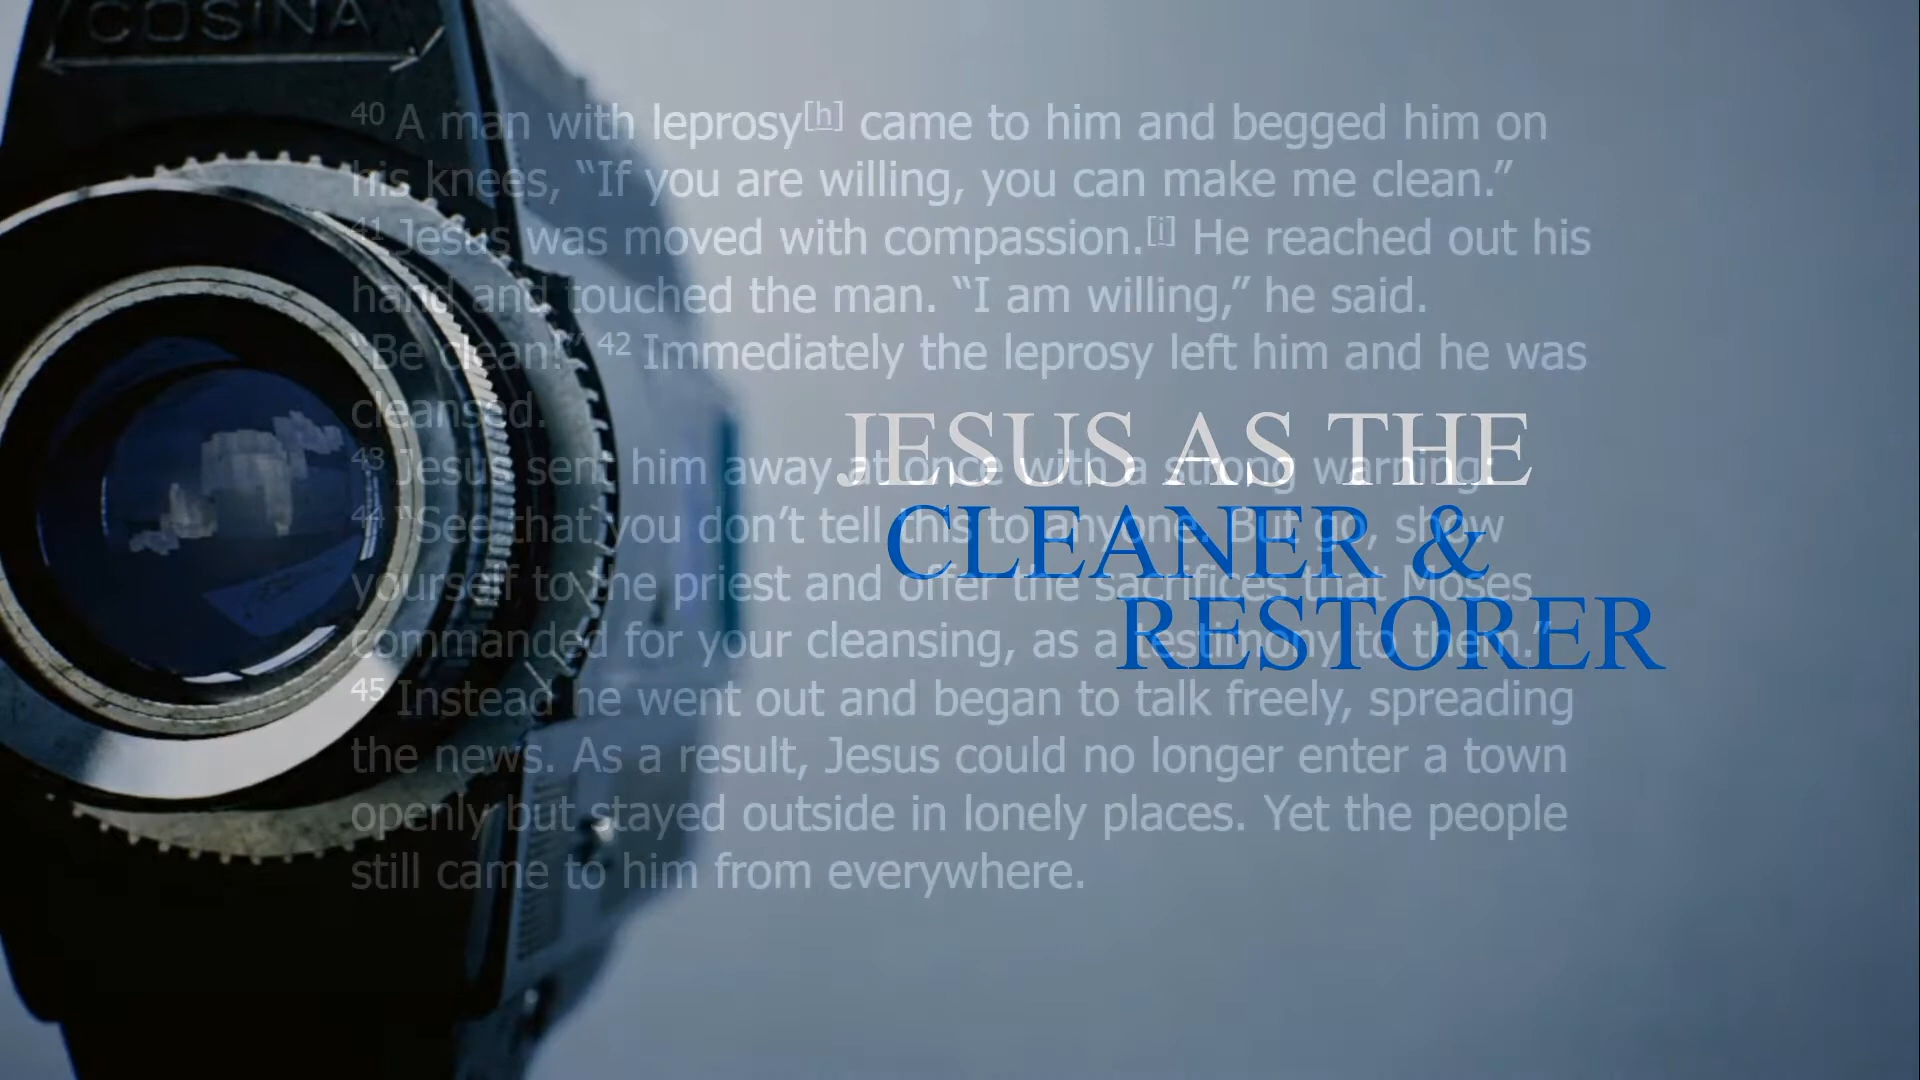 COSINA
40 A man with leprosy[h] came to him and begged him on
his knees, “If you are willing, you can make me clean.”
41 Jesus was moved with compassion.[i] He reached out his
hand and touched the man. “I am willing,” he said.
“Be clean!” 42 Immediately the leprosy left him and he was
cleansed.
43 Jesus sent him away at once with a strong warning:
44 “See that you don’t tell this to anyone. But go, show
yourself to the priest and offer the sacrifices that Moses
commanded for your cleansing, as a testimony to them.”
45 Instead he went out and began to talk freely, spreading
the news. As a result, Jesus could no longer enter a town
openly but stayed outside in lonely places. Yet the people
still came to him from everywhere.
JESUS AS THE
CLEANER &
RESTORER